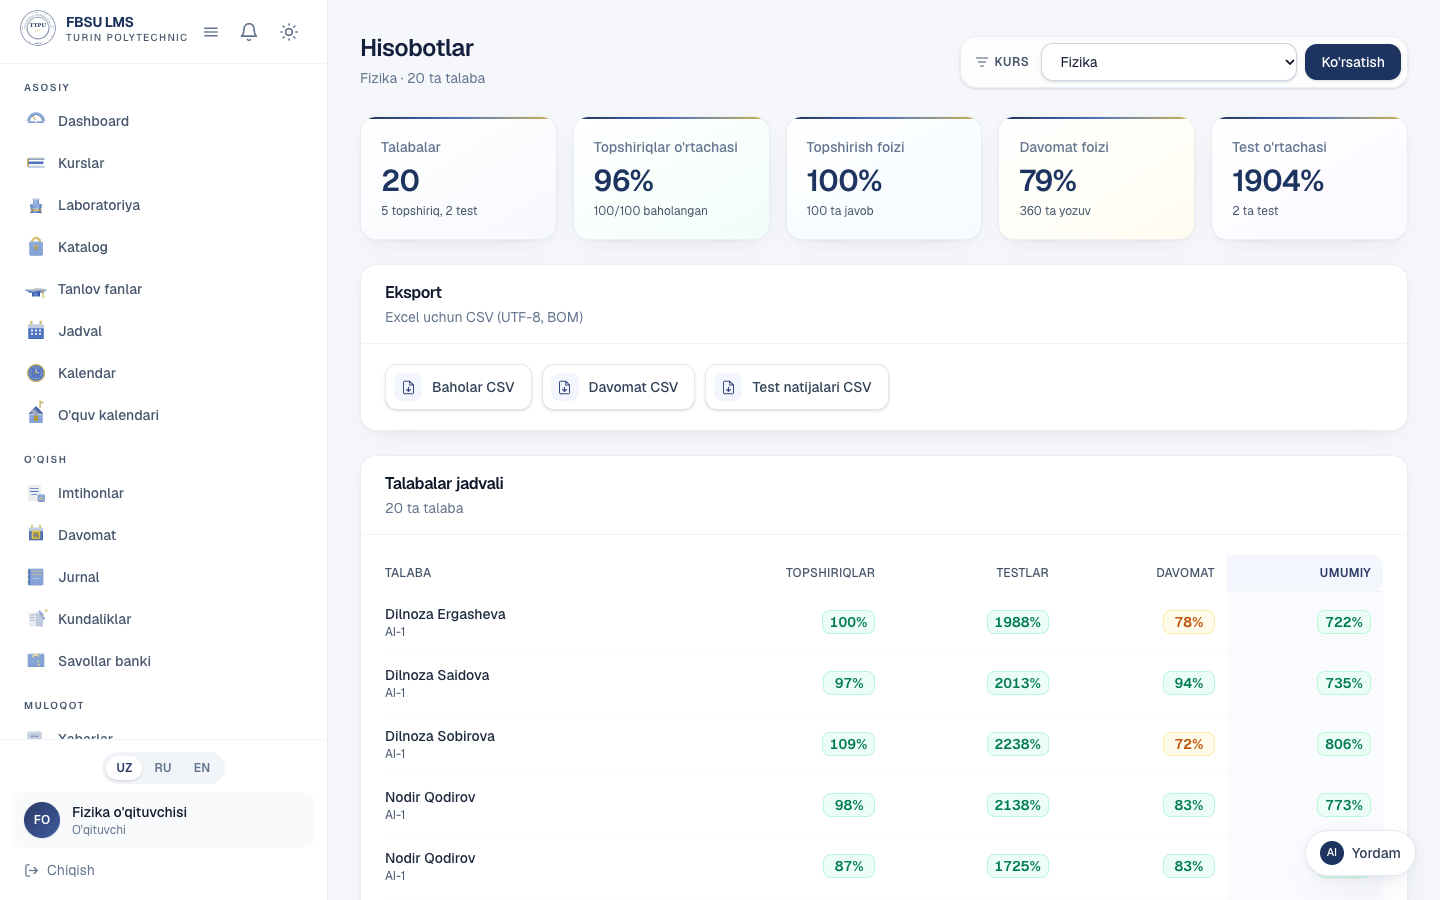 FBSU LMS
TURIN POLYTECHNIC
TTPU
ASOSIY
Dashboard
Kurslar
Laboratoriya
Katalog
Tanlov fanlar
Jadval
Kalendar
O'quv kalendari
O'QISH
Imtihonlar
Davomat
Jurnal
Kundaliklar
Savollar banki
MULOQOT
Xabarlar
UZ RU EN
FO
Fizika o'qituvchisi
O'qituvchi
Chiqish
Hisobotlar
Fizika · 20 ta talaba
KURS
Fizika
Ko'rsatish
Talabalar
20
5 topshiriq, 2 test
Topshiriqlar o'rtachasi
96%
100/100 baholangan
Topshirish foizi
100%
100 ta javob
Davomat foizi
79%
360 ta yozuv
Test o'rtachasi
1904%
2 ta test
Eksport
Excel uchun CSV (UTF-8, BOM)
Baholar CSV
Davomat CSV
Test natijalari CSV
Talabalar jadvali
20 ta talaba
TALABA TOPSHIRIQLAR TESTLAR DAVOMAT UMUMIY
Dilnoza Ergasheva 100% 1988% 78% 722%
AI-1
Dilnoza Saidova 97% 2013% 94% 735%
AI-1
Dilnoza Sobirova 109% 2238% 72% 806%
AI-1
Nodir Qodirov 98% 2138% 83% 773%
AI-1
Nodir Qodirov 87% 1725% 83%
AI-1
AI Yordam